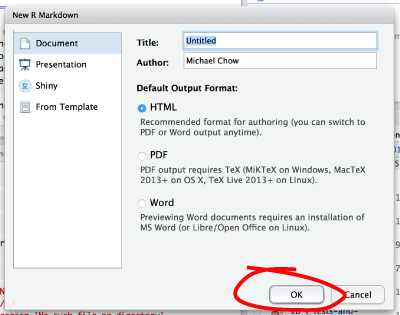 New R Markdown
Document
Presentation
Shiny
From Template
Title: Untitled
Author: Michael Chow
Default Output Format:
HTML
Recommended format for authoring (you can switch to
PDF or Word output anytime).
PDF
PDF output requires TeX (MiKTeX on Windows, MacTeX
2013+ on OS X, TeX Live 2013+ on Linux).
Word
Previewing Word documents requires an installation of
MS Word (or Libre/Open Office on Linux).
OK
Cancel